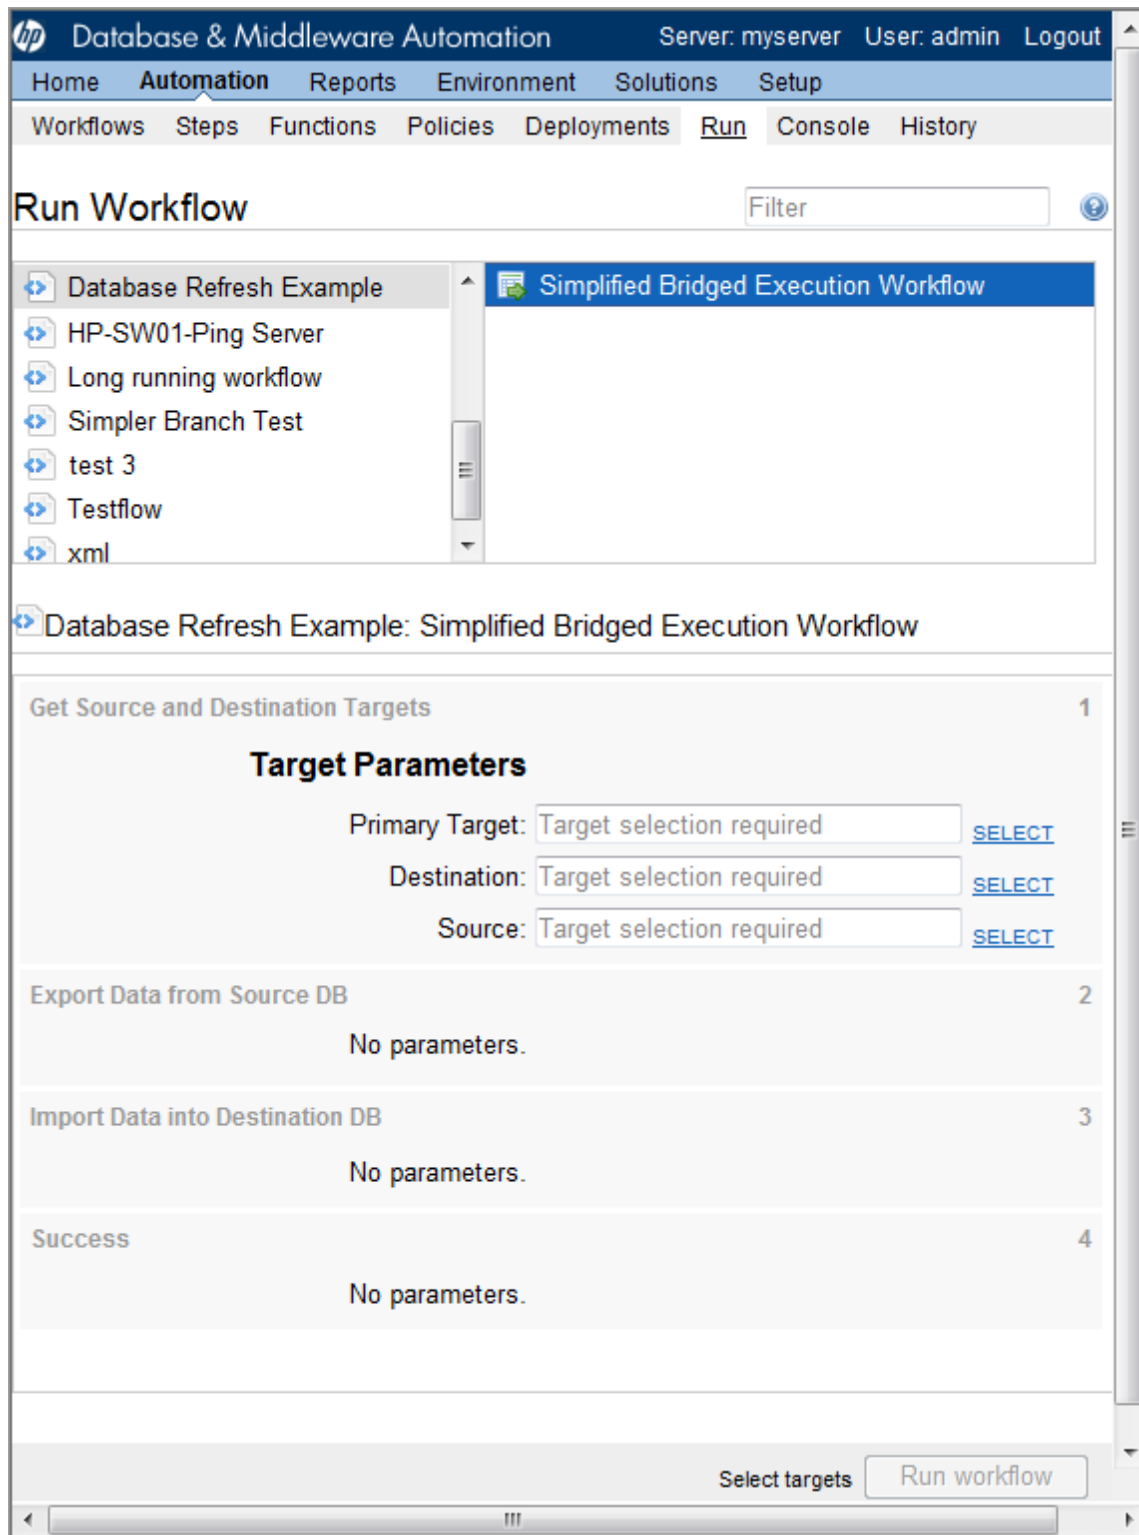 hp Database & Middleware Automation Server: myserver User: admin Logout
Home Automation Reports Environment Solutions Setup
Workflows Steps Functions Policies Deployments Run Console History
Run Workflow Filter ?
Database Refresh Example Simplified Bridged Execution Workflow
HP-SW01-Ping Server
Long running workflow
Simpler Branch Test
test 3
Testflow
xml
Database Refresh Example: Simplified Bridged Execution Workflow
Get Source and Destination Targets 1
Target Parameters
Primary Target: Target selection required SELECT
Destination: Target selection required SELECT
Source: Target selection required SELECT
Export Data from Source DB 2
No parameters.
Import Data into Destination DB 3
No parameters.
Success 4
No parameters.
Select targets Run workflow